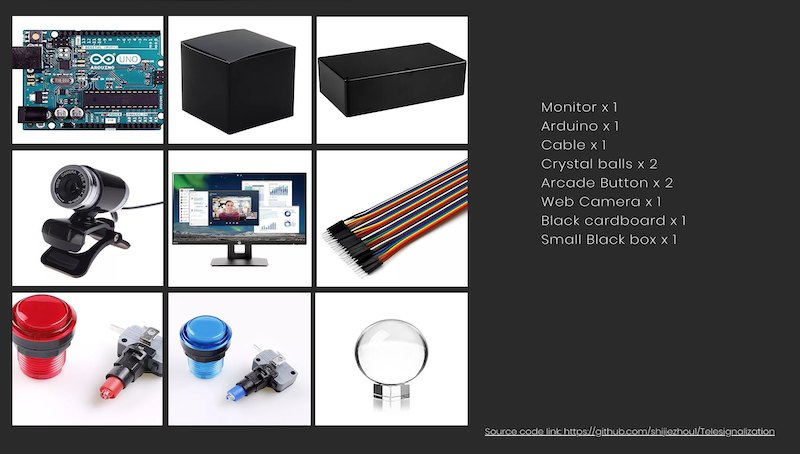 ARDUINO
UNO
Monitor x 1
Arduino x 1
Cable x 1
Crystal balls x 2
Arcade Button x 2
Web Camera x 1
Black cardboard x 1
Small Black box x 1
Source code link: https://github.com/shijiezhou1/Telesignalization